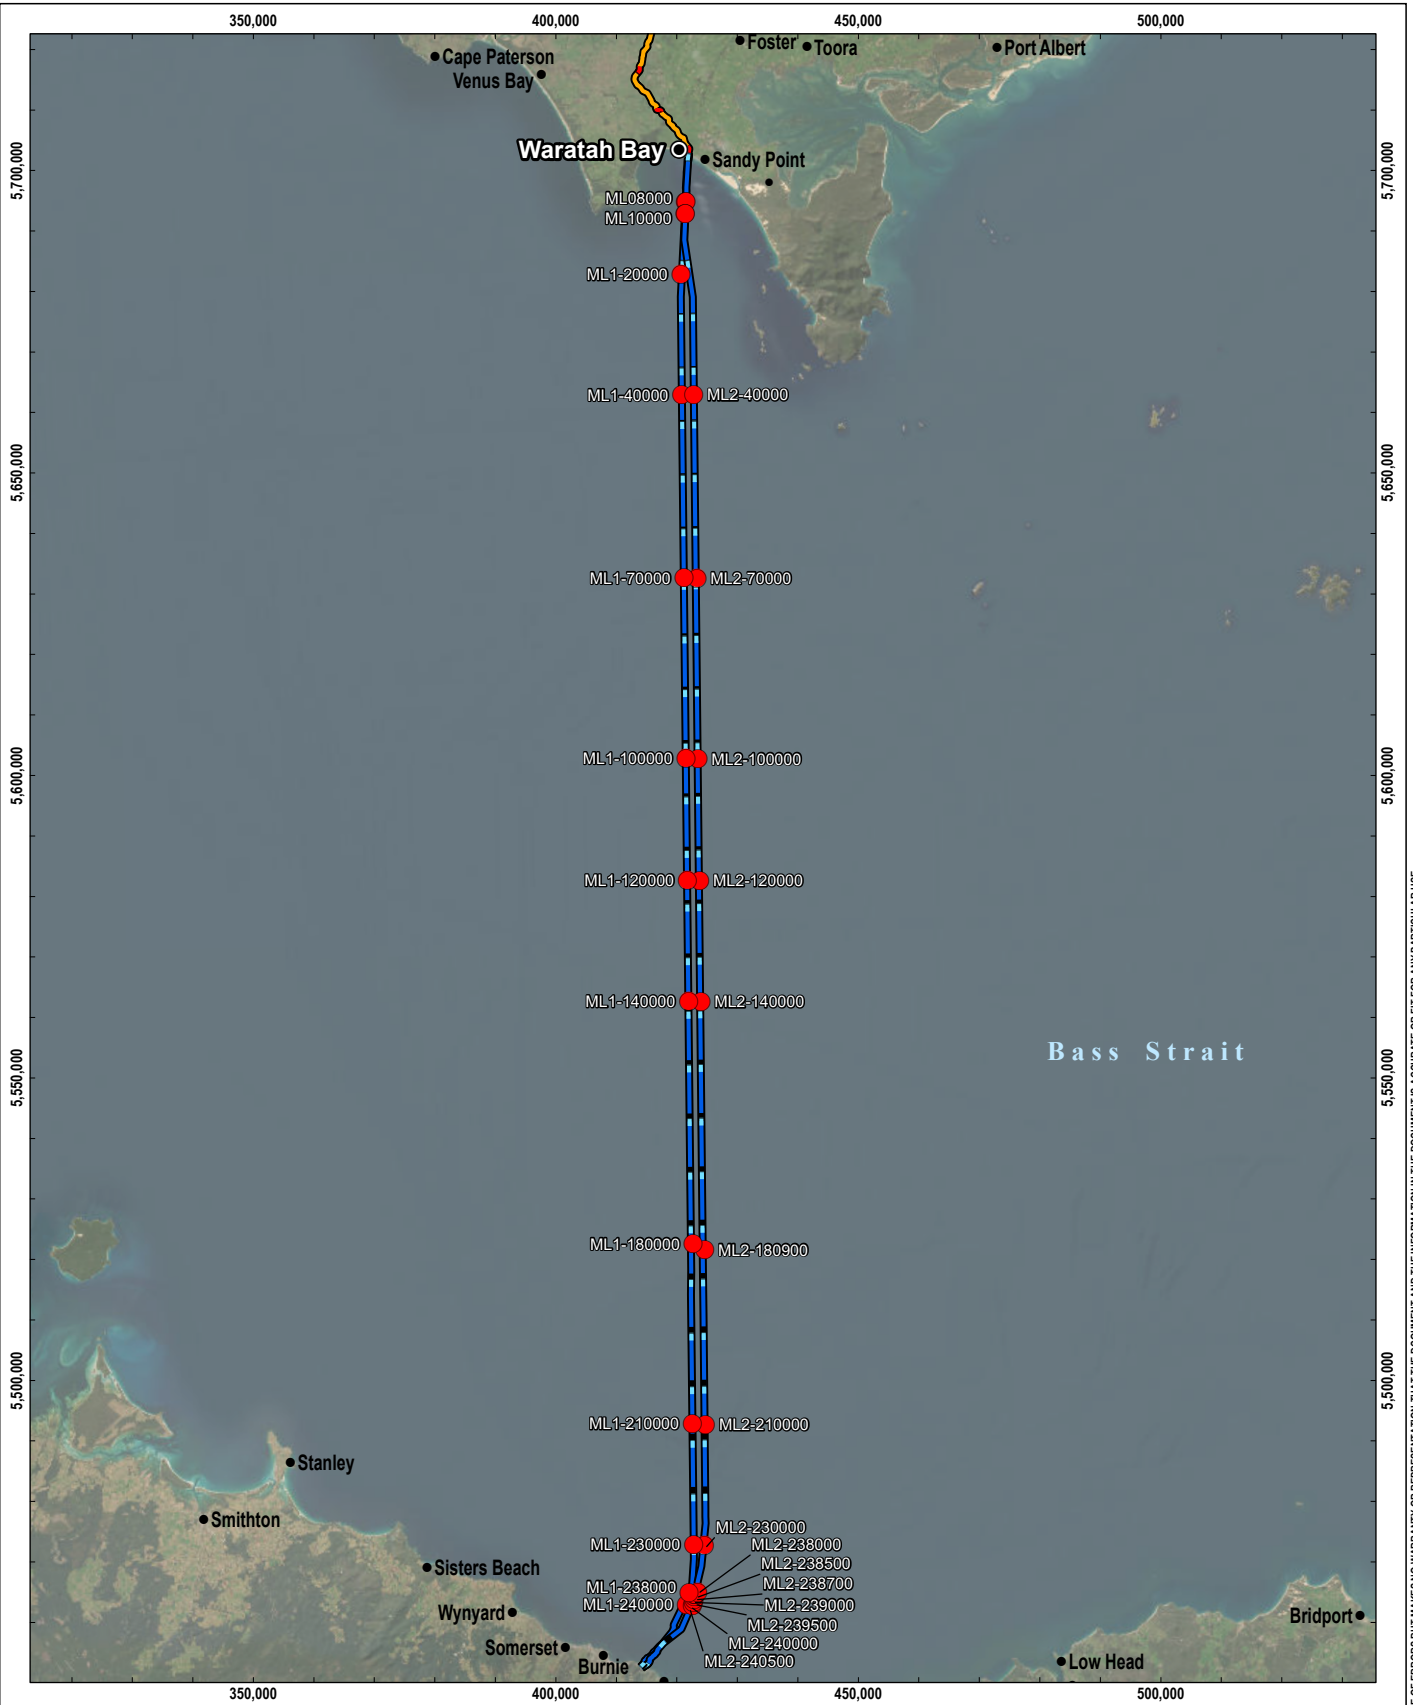 350,000
400,000
450,000
500,000
Foster
Toora
Port Albert
Cape Paterson
Venus Bay
Waratah Bay
Sandy Point
5,700,000
5,700,000
ML08000
ML10000
ML1-20000
ML1-40000
ML2-40000
5,650,000
5,650,000
ML1-70000
ML2-70000
ML1-100000
ML2-100000
5,600,000
5,600,000
ML1-120000
ML2-120000
ML1-140000
ML2-140000
Bass Strait
5,550,000
5,550,000
ML1-180000
ML2-180900
5,500,000
5,500,000
ML1-210000
ML2-210000
Stanley
Smithton
ML2-230000
ML1-230000
ML2-238000
ML2-238500
Sisters Beach
ML2-238700
ML1-238000
ML1-240000
ML2-239000
Wynyard
Bridport
ML2-239500
ML2-240000
Somerset
ML2-240500
Burnie
Low Head
350,000
400,000
450,000
500,000